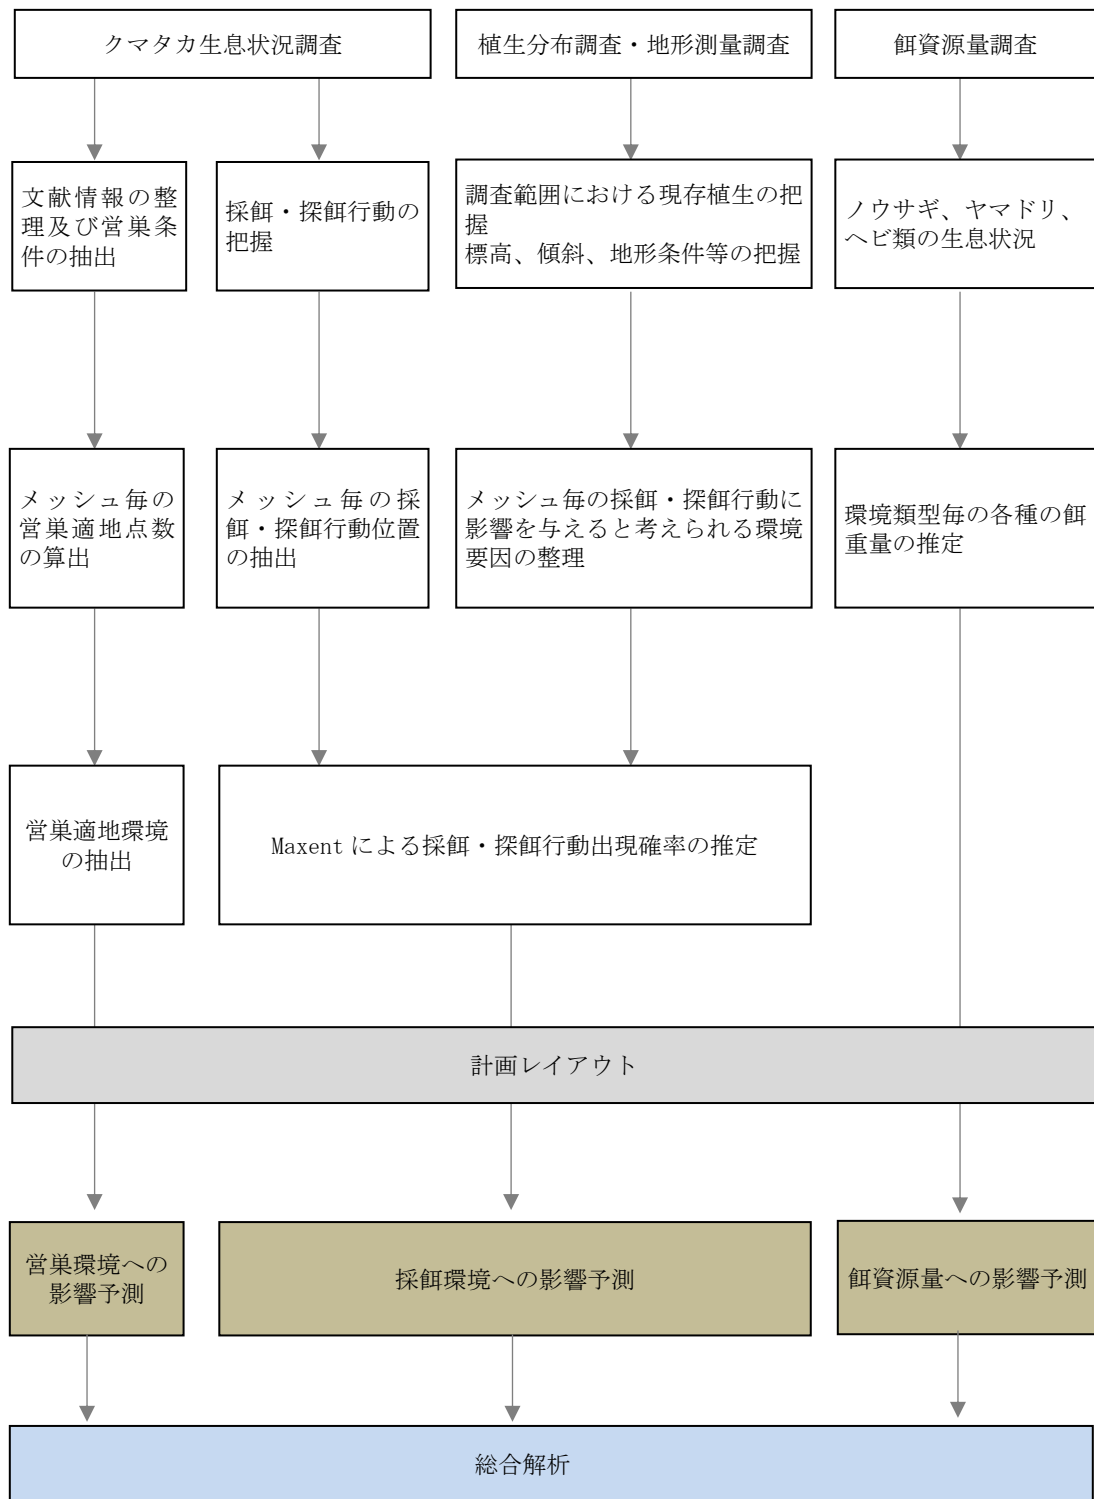 クマタカ生息状況調査
植生分布調査・地形測量調査
餌資源量調査
文献情報の整
理及び営巣条
件の抽出
採餌・探餌行動の
把握
調査範囲における現存植生の把
握
標高、傾斜、地形条件等の把握
ノウサギ、ヤマドリ、
ヘビ類の生息状況
メッシュ毎の
営巣適地点数
の算出
メッシュ毎の採
餌・探餌行動位置
の抽出
メッシュ毎の採餌・探餌行動に
影響を与えると考えられる環境
要因の整理
環境類型毎の各種の餌
重量の推定
営巣適地環境
の抽出
Maxent による採餌・探餌行動出現確率の推定
計画レイアウト
営巣環境への
影響予測
採餌環境への影響予測
餌資源量への影響予測
総合解析